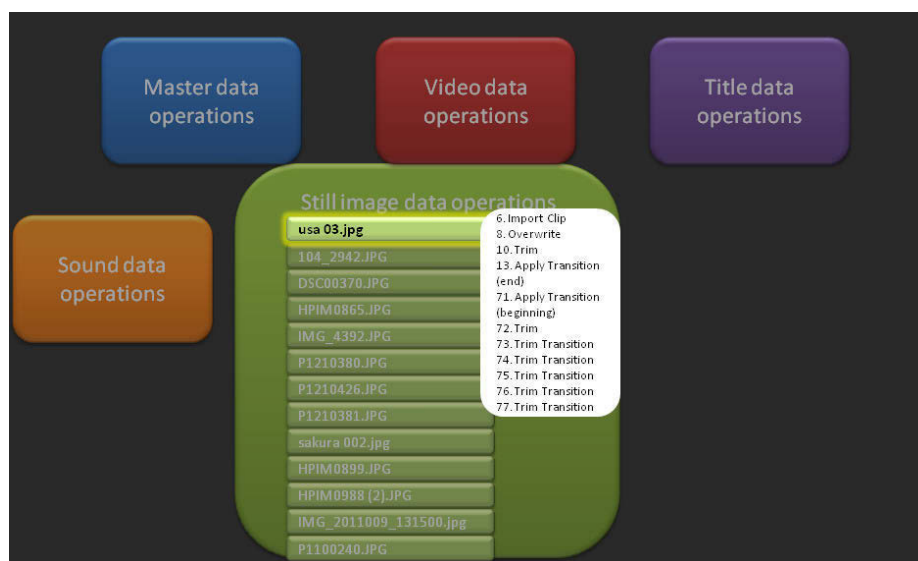 Master data
operations
Video data
operations
Title data
operations
Still image data operations
Sound data
operations
usa 03.jpg
104_2942.JPG
DSC00370.JPG
HPIM0865.JPG
IMG_4392.JPG
P1210380.JPG
P1210426.JPG
P1210381.JPG
sakura 002.jpg
HPIM0899.JPG
HPIM0988 (2).JPG
IMG_2011009_131500.jpg
P1100240.JPG
6. Import Clip
8. Overwrite
10. Trim
13. Apply Transition
(end)
71. Apply Transition
(beginning)
72. Trim
73. Trim Transition
74. Trim Transition
75. Trim Transition
76. Trim Transition
77. Trim Transition